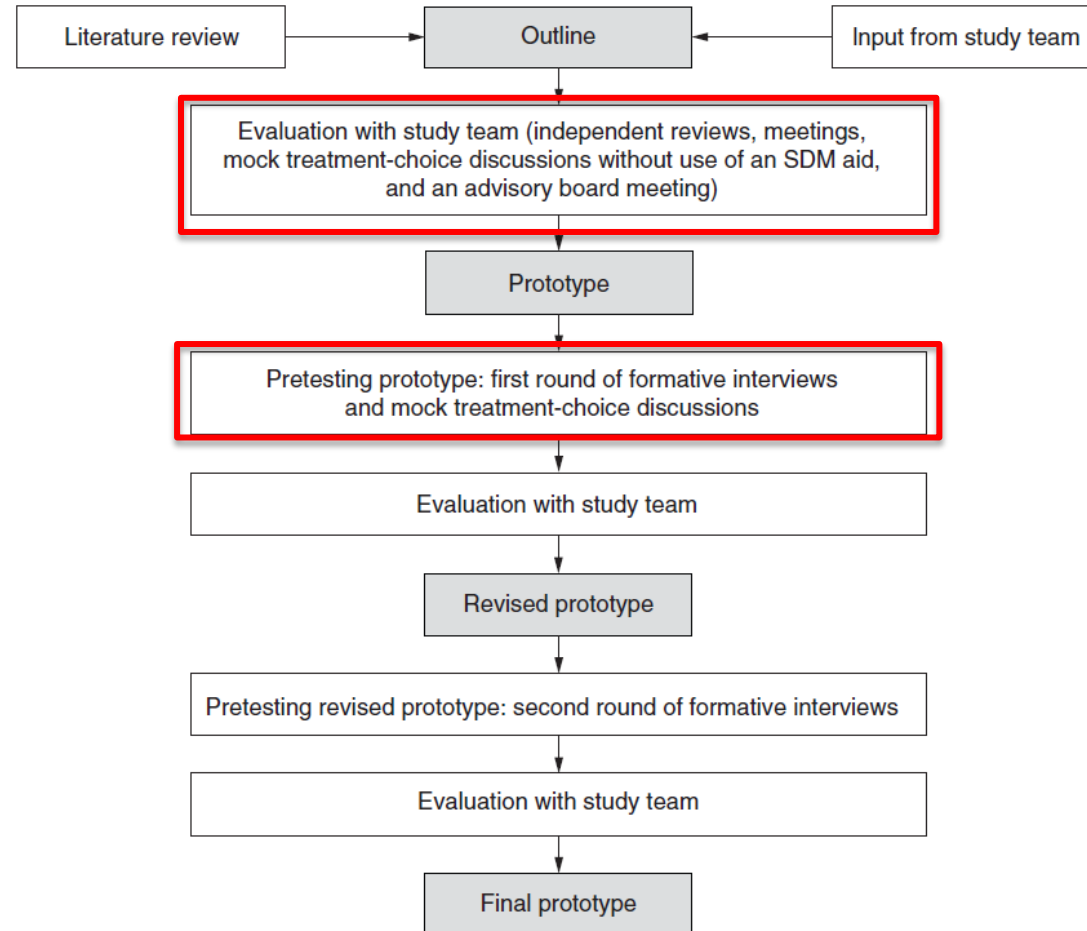 Literature review
Outline
Input from study team
Evaluation with study team (independent reviews, meetings,
mock treatment-choice discussions without use of an SDM aid,
and an advisory board meeting)
Prototype
Pretesting prototype: first round of formative interviews
and mock treatment-choice discussions
Evaluation with study team
Revised prototype
Pretesting revised prototype: second round of formative interviews
Evaluation with study team
Final prototype